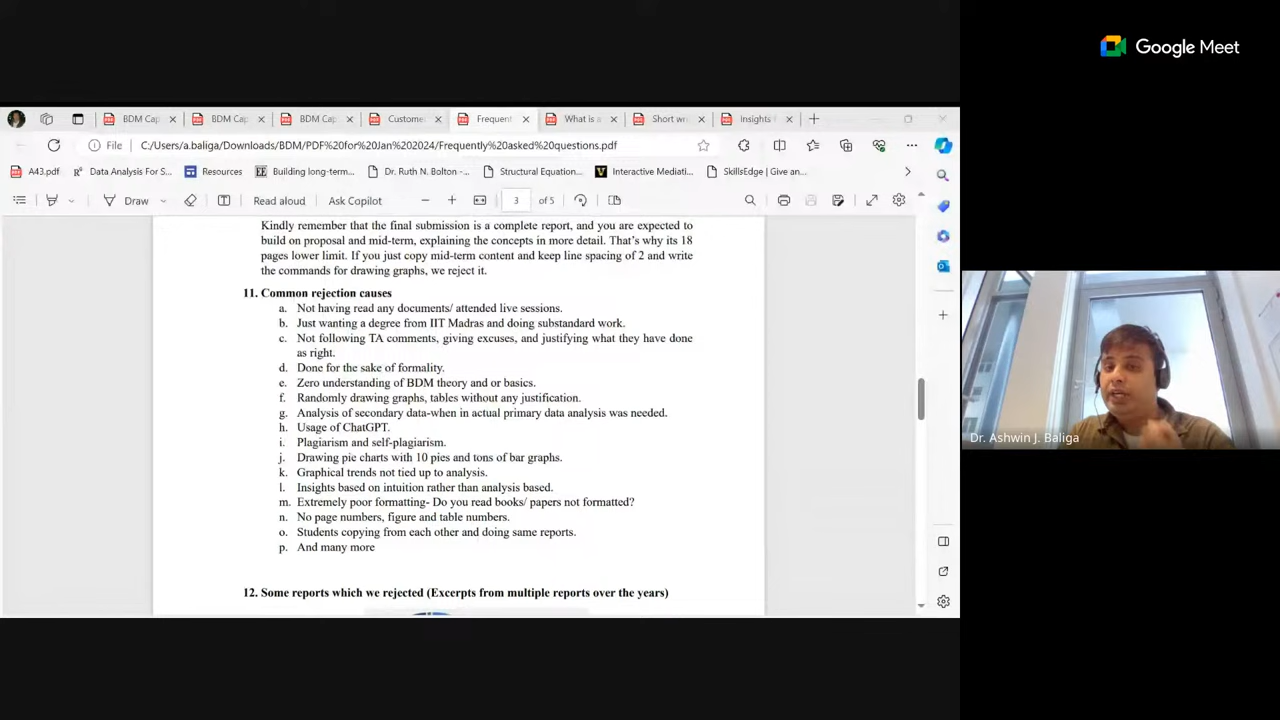 Google Meet
BDM Cap
BDM Cap
BDM Cap
Custome
Frequent
What is a
Short wr
Insights f
File C:/Users/a.baliga/Downloads/BDM/PDF%20for%20Jan%202024/Frequently%20asked%20questions.pdf
A43.pdf
Data Analysis For S...
Resources
EE Building long-term...
Dr. Ruth N. Bolton -...
Structural Equation...
Interactive Mediati...
SkillsEdge | Give an...
Draw
Read aloud
Ask Copilot
3 of 5
Kindly remember that the final submission is a complete report, and you are expected to
build on proposal and mid-term, explaining the concepts in more detail. That's why its 18
pages lower limit. If you just copy mid-term content and keep line spacing of 2 and write
the commands for drawing graphs, we reject it.
11. Common rejection causes
a. Not having read any documents/ attended live sessions.
b. Just wanting a degree from IIT Madras and doing substandard work.
c. Not following TA comments, giving excuses, and justifying what they have done
as right.
d. Done for the sake of formality.
e. Zero understanding of BDM theory and or basics.
f. Randomly drawing graphs, tables without any justification.
g. Analysis of secondary data-when in actual primary data analysis was needed.
h. Usage of ChatGPT.
i. Plagiarism and self-plagiarism.
j. Drawing pie charts with 10 pies and tons of bar graphs.
k. Graphical trends not tied up to analysis.
l. Insights based on intuition rather than analysis based.
m. Extremely poor formatting- Do you read books/ papers not formatted?
n. No page numbers, figure and table numbers.
o. Students copying from each other and doing same reports.
p. And many more
12. Some reports which we rejected (Excerpts from multiple reports over the years)
Dr. Ashwin J. Baliga